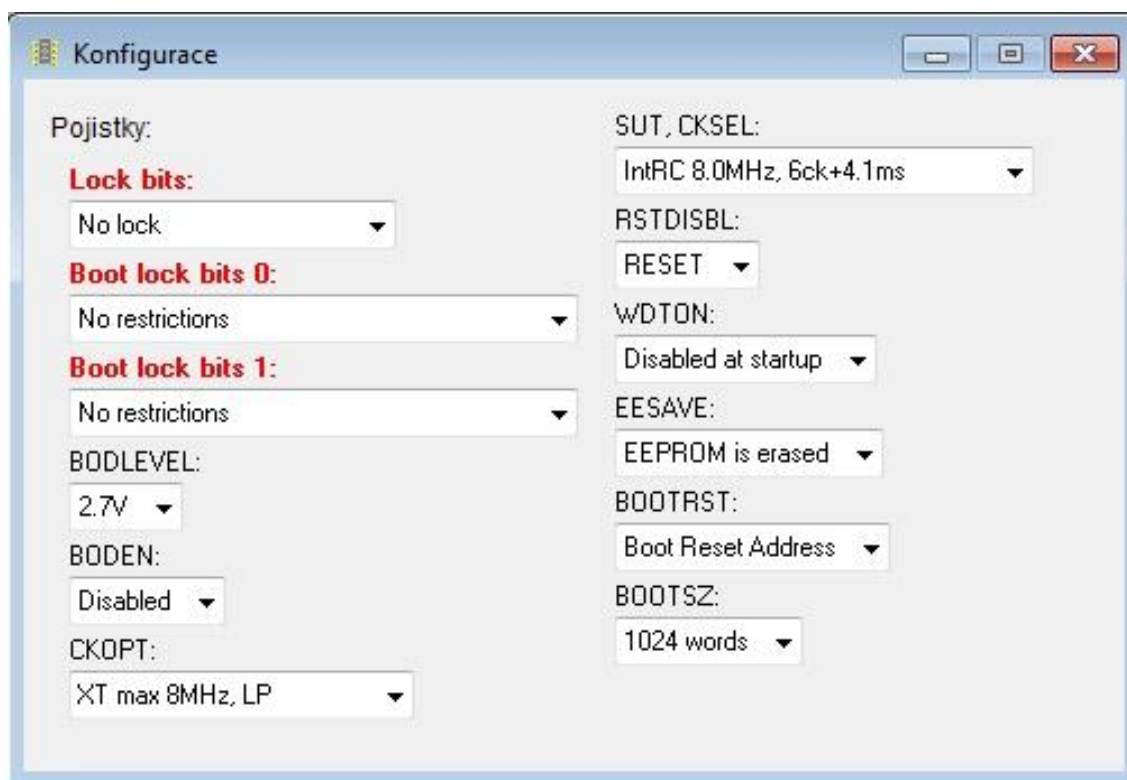 Konfigurace
Pojistky:
Lock bits:
No lock
Boot lock bits 0:
No restrictions
Boot lock bits 1:
No restrictions
BODLEVEL:
2.7V
BODEN:
Disabled
CKOPT:
XT max 8MHz, LP
SUT, CKSEL:
IntRC 8.0MHz, 6ck+4.1ms
RSTDISBL:
RESET
WDTON:
Disabled at startup
EESAVE:
EEPROM is erased
BOOTRST:
Boot Reset Address
BOOTSZ:
1024 words